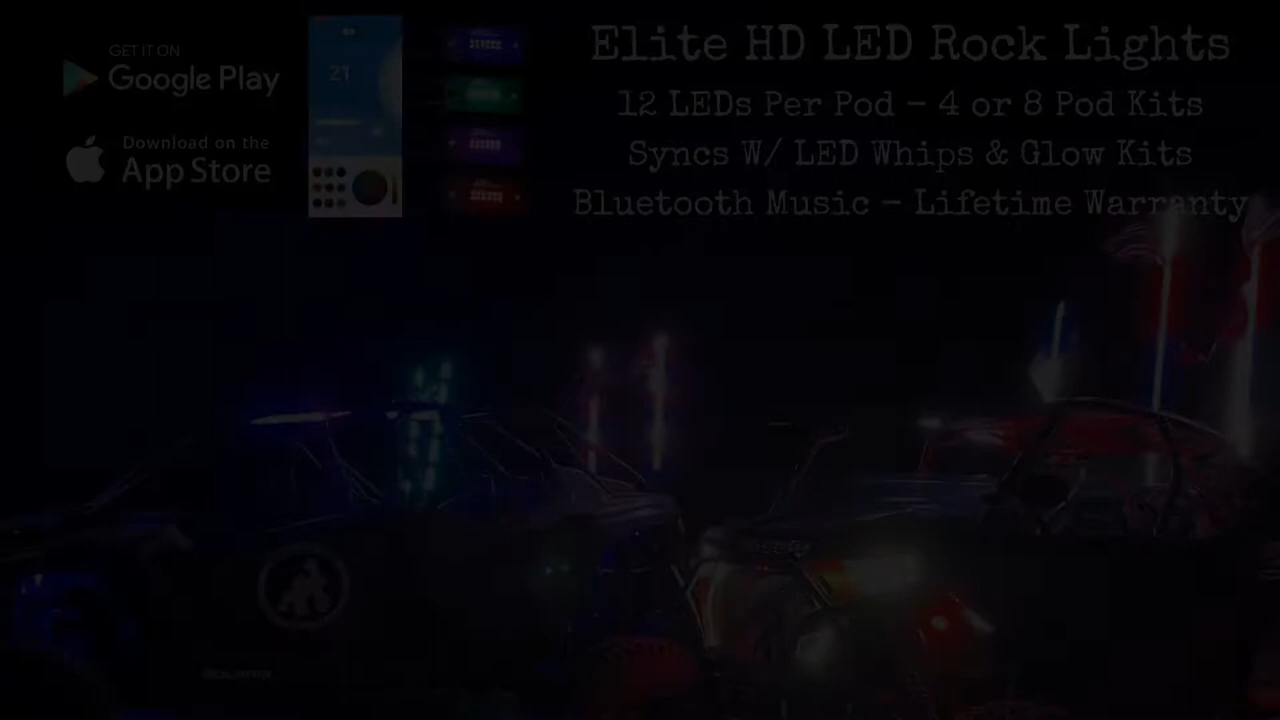 GET IT ON
Google Play
Download on the
App Store
21
Elite HD LED Rock Lights
12 LEDs Per Pod - 4 or 8 Pod Kits
Syncs W/ LED Whips & Glow Kits
Bluetooth Music - Lifetime Warranty